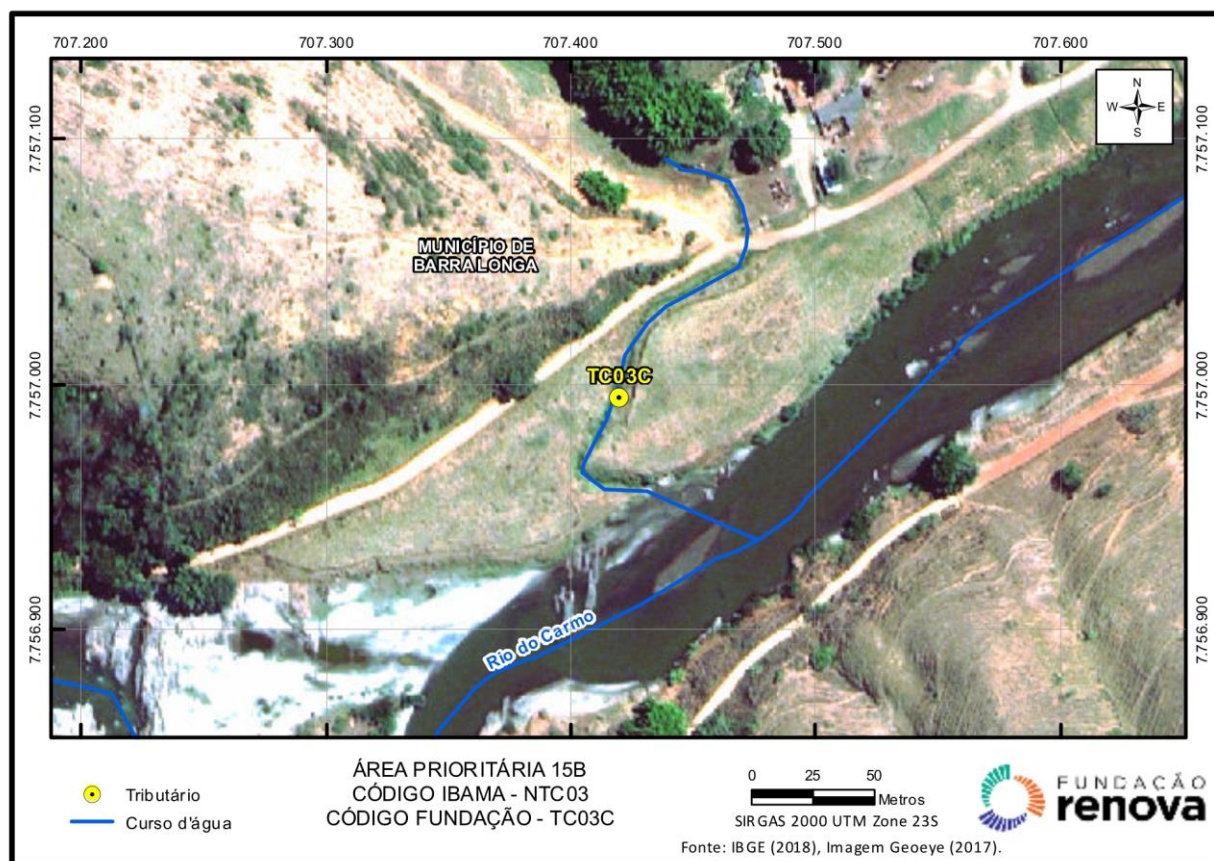 707.200 707.300 707.400 707.500 707.600
7.757.100 7.757.100
N
W E
S
MUNICÍPIO DE
BARRA LONGA
7.757.000 7.757.000
TC03C
7.756.900 7.756.900
Rio do Carmo
Tributário
Curso d'água
ÁREA PRIORITÁRIA 15B
CÓDIGO IBAMA - NTC03
CÓDIGO FUNDAÇÃO - TC03C
0 25 50
Metros
SIRGAS 2000 UTM Zone 23S
Fonte: IBGE (2018), Imagem Geoeye (2017).
FUNDAÇÃO
renova